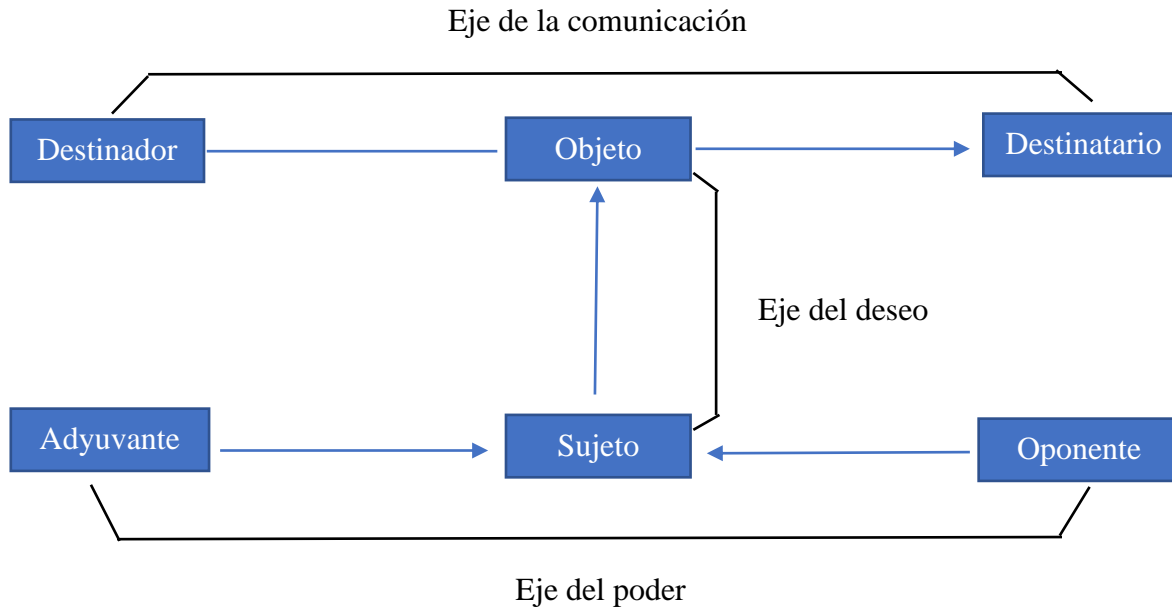 Eje de la comunicación
Destinador
Objeto
Destinatario
Eje del deseo
Adyuvante
Sujeto
Oponente
Eje del poder